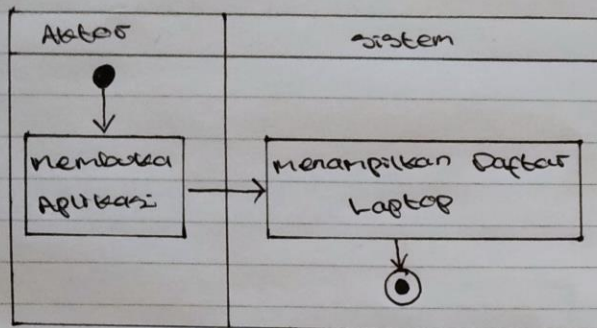 Aktor
sistem
membuka
Aplikasi
menampilkan Daftar
Laptop